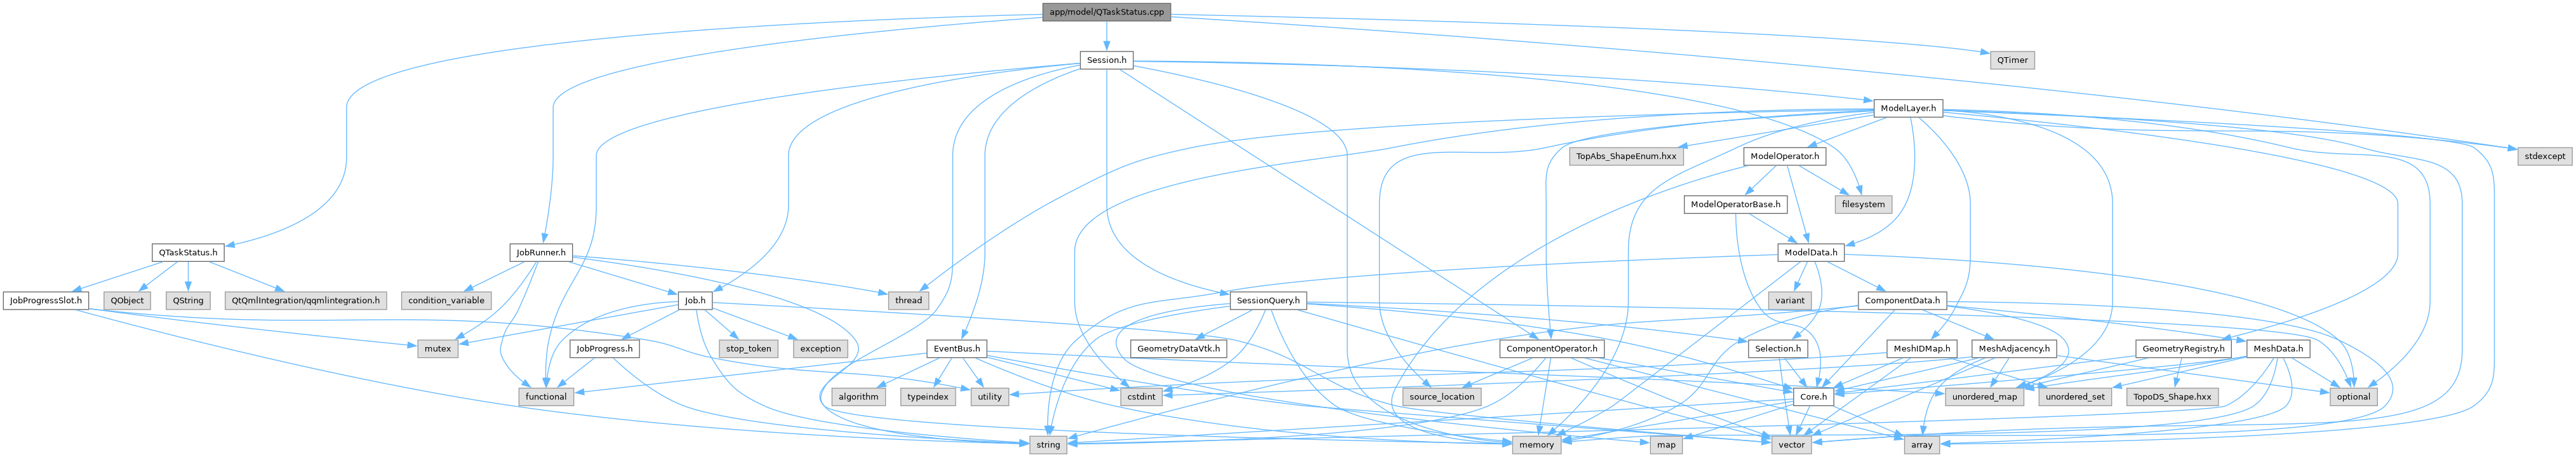 app/model/QTaskStatus.cpp
Session.h
QTimer
ModelLayer.h
TopAbs_ShapeEnum.hxx
ModelOperator.h
stdexcept
ModelOperatorBase.h
filesystem
QTaskStatus.h
JobRunner.h
ModelData.h
JobProgressSlot.h
QObject
QString
QtQmlIntegration/qqmlintegration.h
condition_variable
Job.h
thread
SessionQuery.h
variant
ComponentData.h
mutex
JobProgress.h
stop_token
exception
EventBus.h
GeometryDataVtk.h
ComponentOperator.h
Selection.h
MeshIDMap.h
MeshAdjacency.h
GeometryRegistry.h
MeshData.h
functional
algorithm
typeindex
utility
cstdint
source_location
Core.h
unordered_map
unordered_set
TopoDS_Shape.hxx
optional
string
memory
map
vector
array